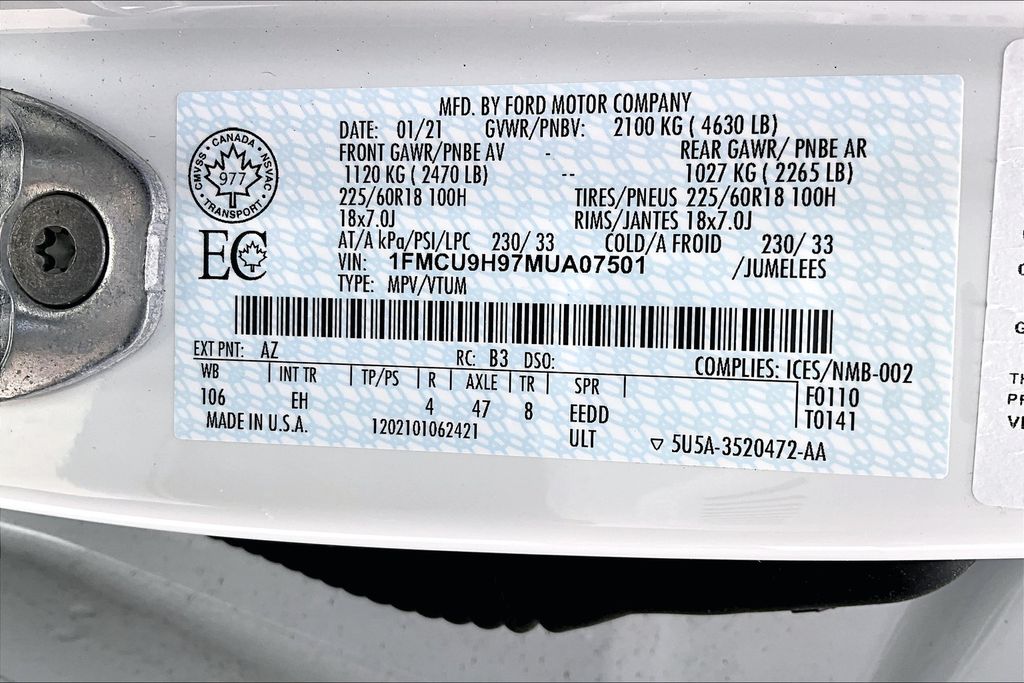 MFD. BY FORD MOTOR COMPANY
DATE: 01/21 GVWR/PNBV: 2100 KG ( 4630 LB)
FRONT GAWR/PNBE AV - REAR GAWR/ PNBE AR
1120 KG ( 2470 LB) -- 1027 KG ( 2265 LB)
225/60R18 100H TIRES/PNEUS 225/60R18 100H
18x7.0J RIMS/JANTES 18x7.0J
AT/A kPa/PSI/LPC 230/ 33 COLD/A FROID 230/ 33
VIN: 1FMCU9H97MUA07501 /JUMELEES
TYPE: MPV/VTUM
CANADA
CMVSS NSVAC
977
TRANSPORT
EC
EXT PNT: AZ RC: B3 DSO: COMPLIES: ICES/NMB-002
WB INT TR TP/PS R AXLE TR SPR F0110
106 EH 4 47 8 EEDD T0141
MADE IN U.S.A. 1202101062421 ULT 5U5A-3520472-AA
G
TH
PR